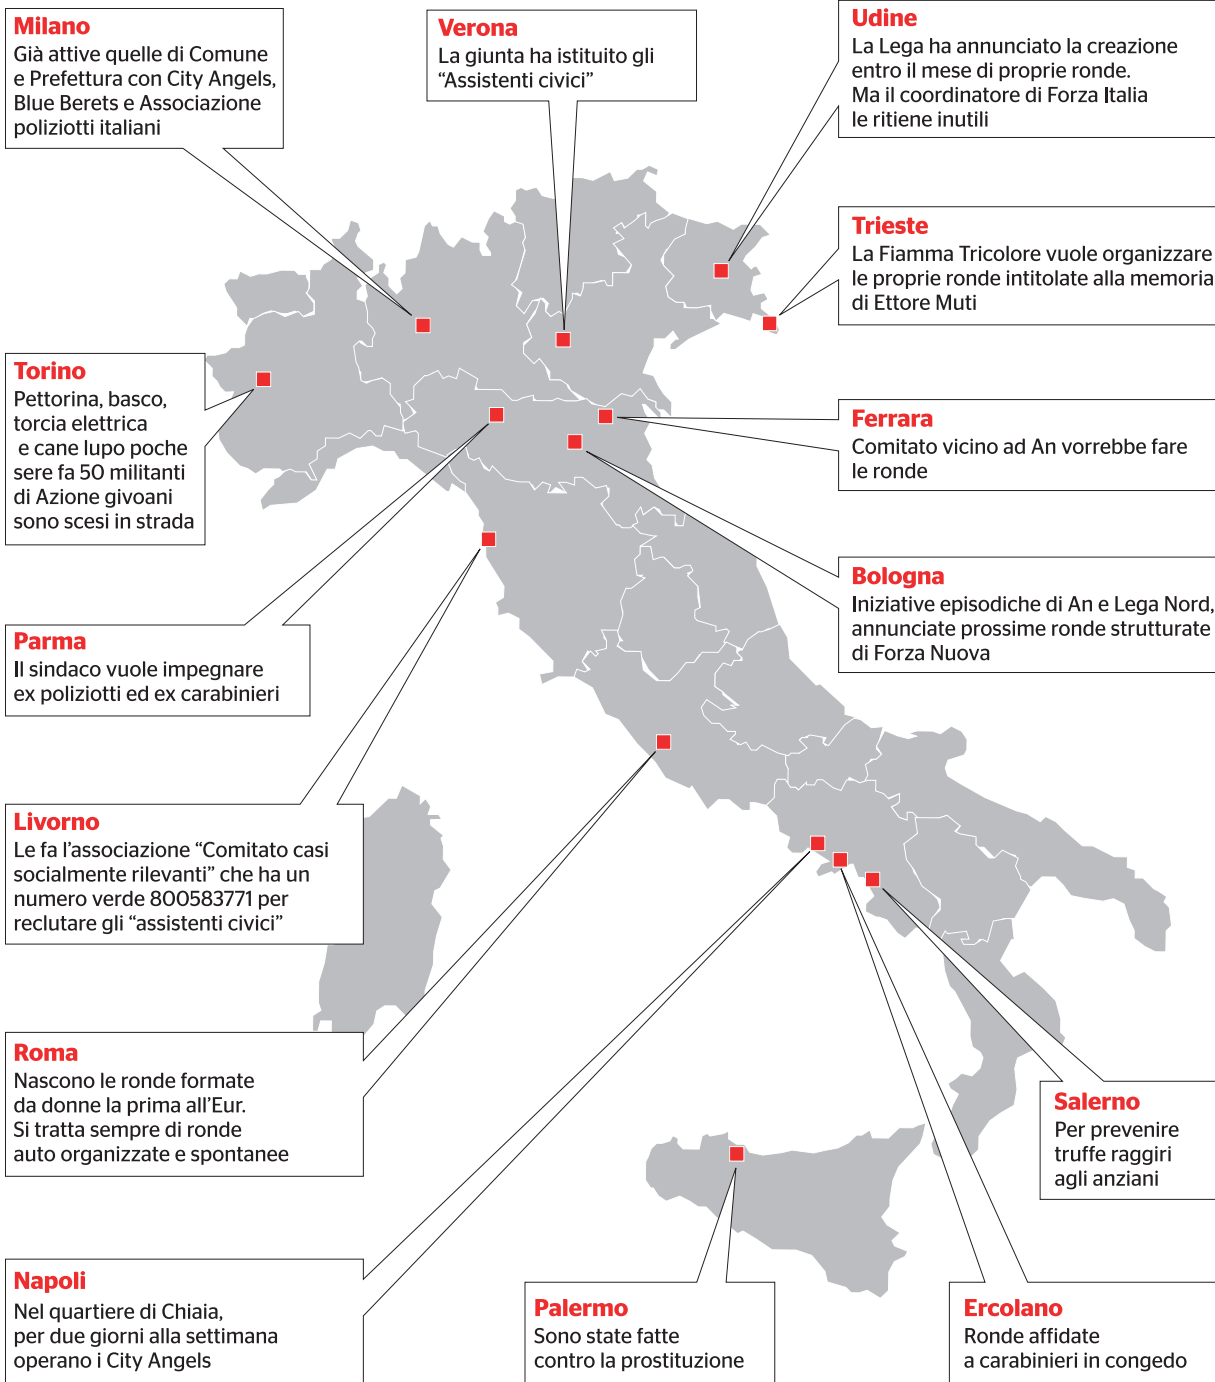 Milano
Già attive quelle di Comune
e Prefettura con City Angels,
Blue Berets e Associazione
poliziotti italiani
Verona
La giunta ha istituito gli
“Assistenti civici”
Udine
La Lega ha annunciato la creazione
entro il mese di proprie ronde.
Ma il coordinatore di Forza Italia
le ritiene inutili
Trieste
La Fiamma Tricolore vuole organizzare
le proprie ronde intitolate alla memoria
di Ettore Muti
Torino
Pettorina, basco,
torcia elettrica
e cane lupo poche
sere fa 50 militanti
di Azione givoani
sono scesi in strada
Ferrara
Comitato vicino ad An vorrebbe fare
le ronde
Bologna
Iniziative episodiche di An e Lega Nord,
annunciate prossime ronde strutturate
di Forza Nuova
Parma
Il sindaco vuole impegnare
ex poliziotti ed ex carabinieri
Livorno
Le fa l’associazione “Comitato casi
socialmente rilevanti” che ha un
numero verde 800583771 per
reclutare gli “assistenti civici”
Roma
Nascono le ronde formate
da donne la prima all’Eur.
Si tratta sempre di ronde
auto organizzate e spontanee
Salerno
Per prevenire
truffe raggiri
agli anziani
Napoli
Nel quartiere di Chiaia,
per due giorni alla settimana
operano i City Angels
Palermo
Sono state fatte
contro la prostituzione
Ercolano
Ronde affidate
a carabinieri in congedo